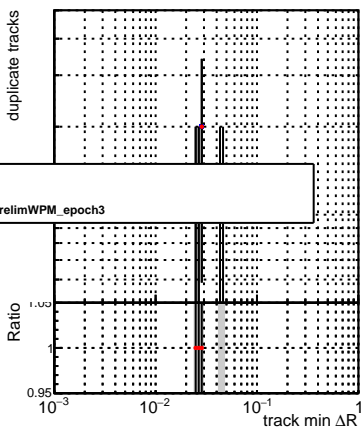 duplicate tracks
relimWPM_epoch3
Ratio
1.05
1
0.95
10⁻³ 10⁻² 10⁻¹ 1
track min ΔR